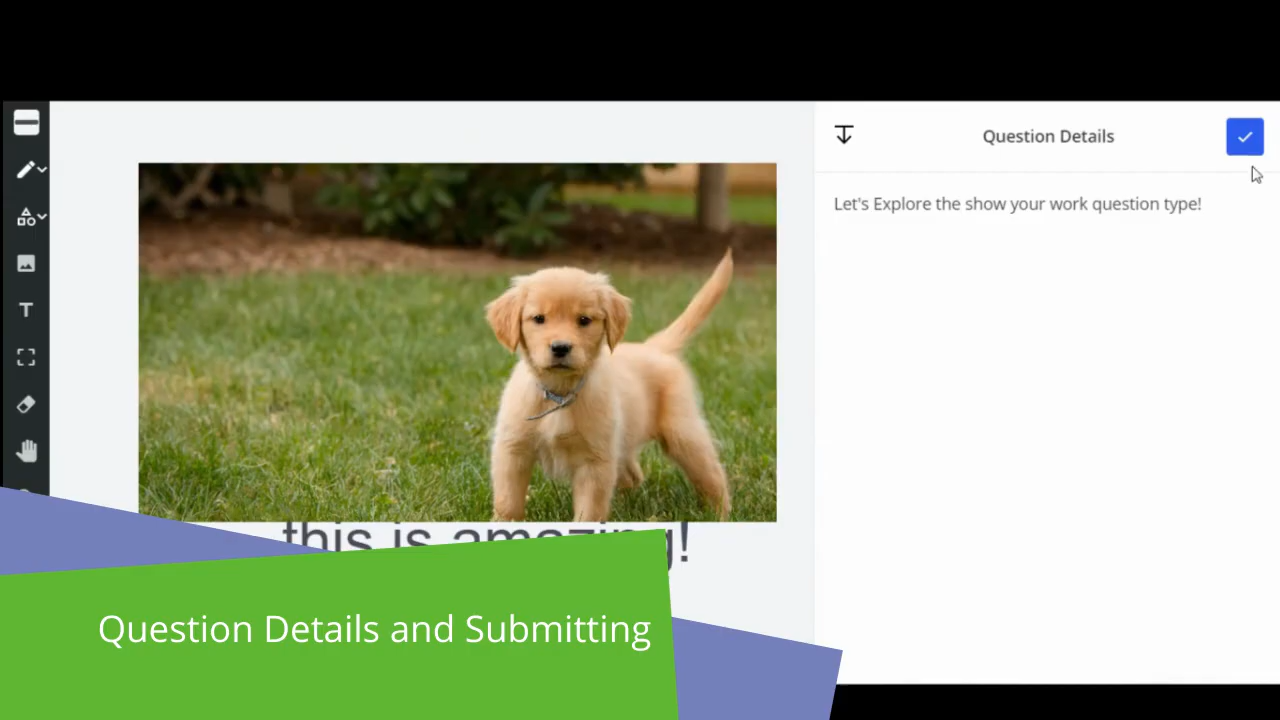 Question Details
Let's Explore the show your work question type!
T
this is amazing!
Question Details and Submitting